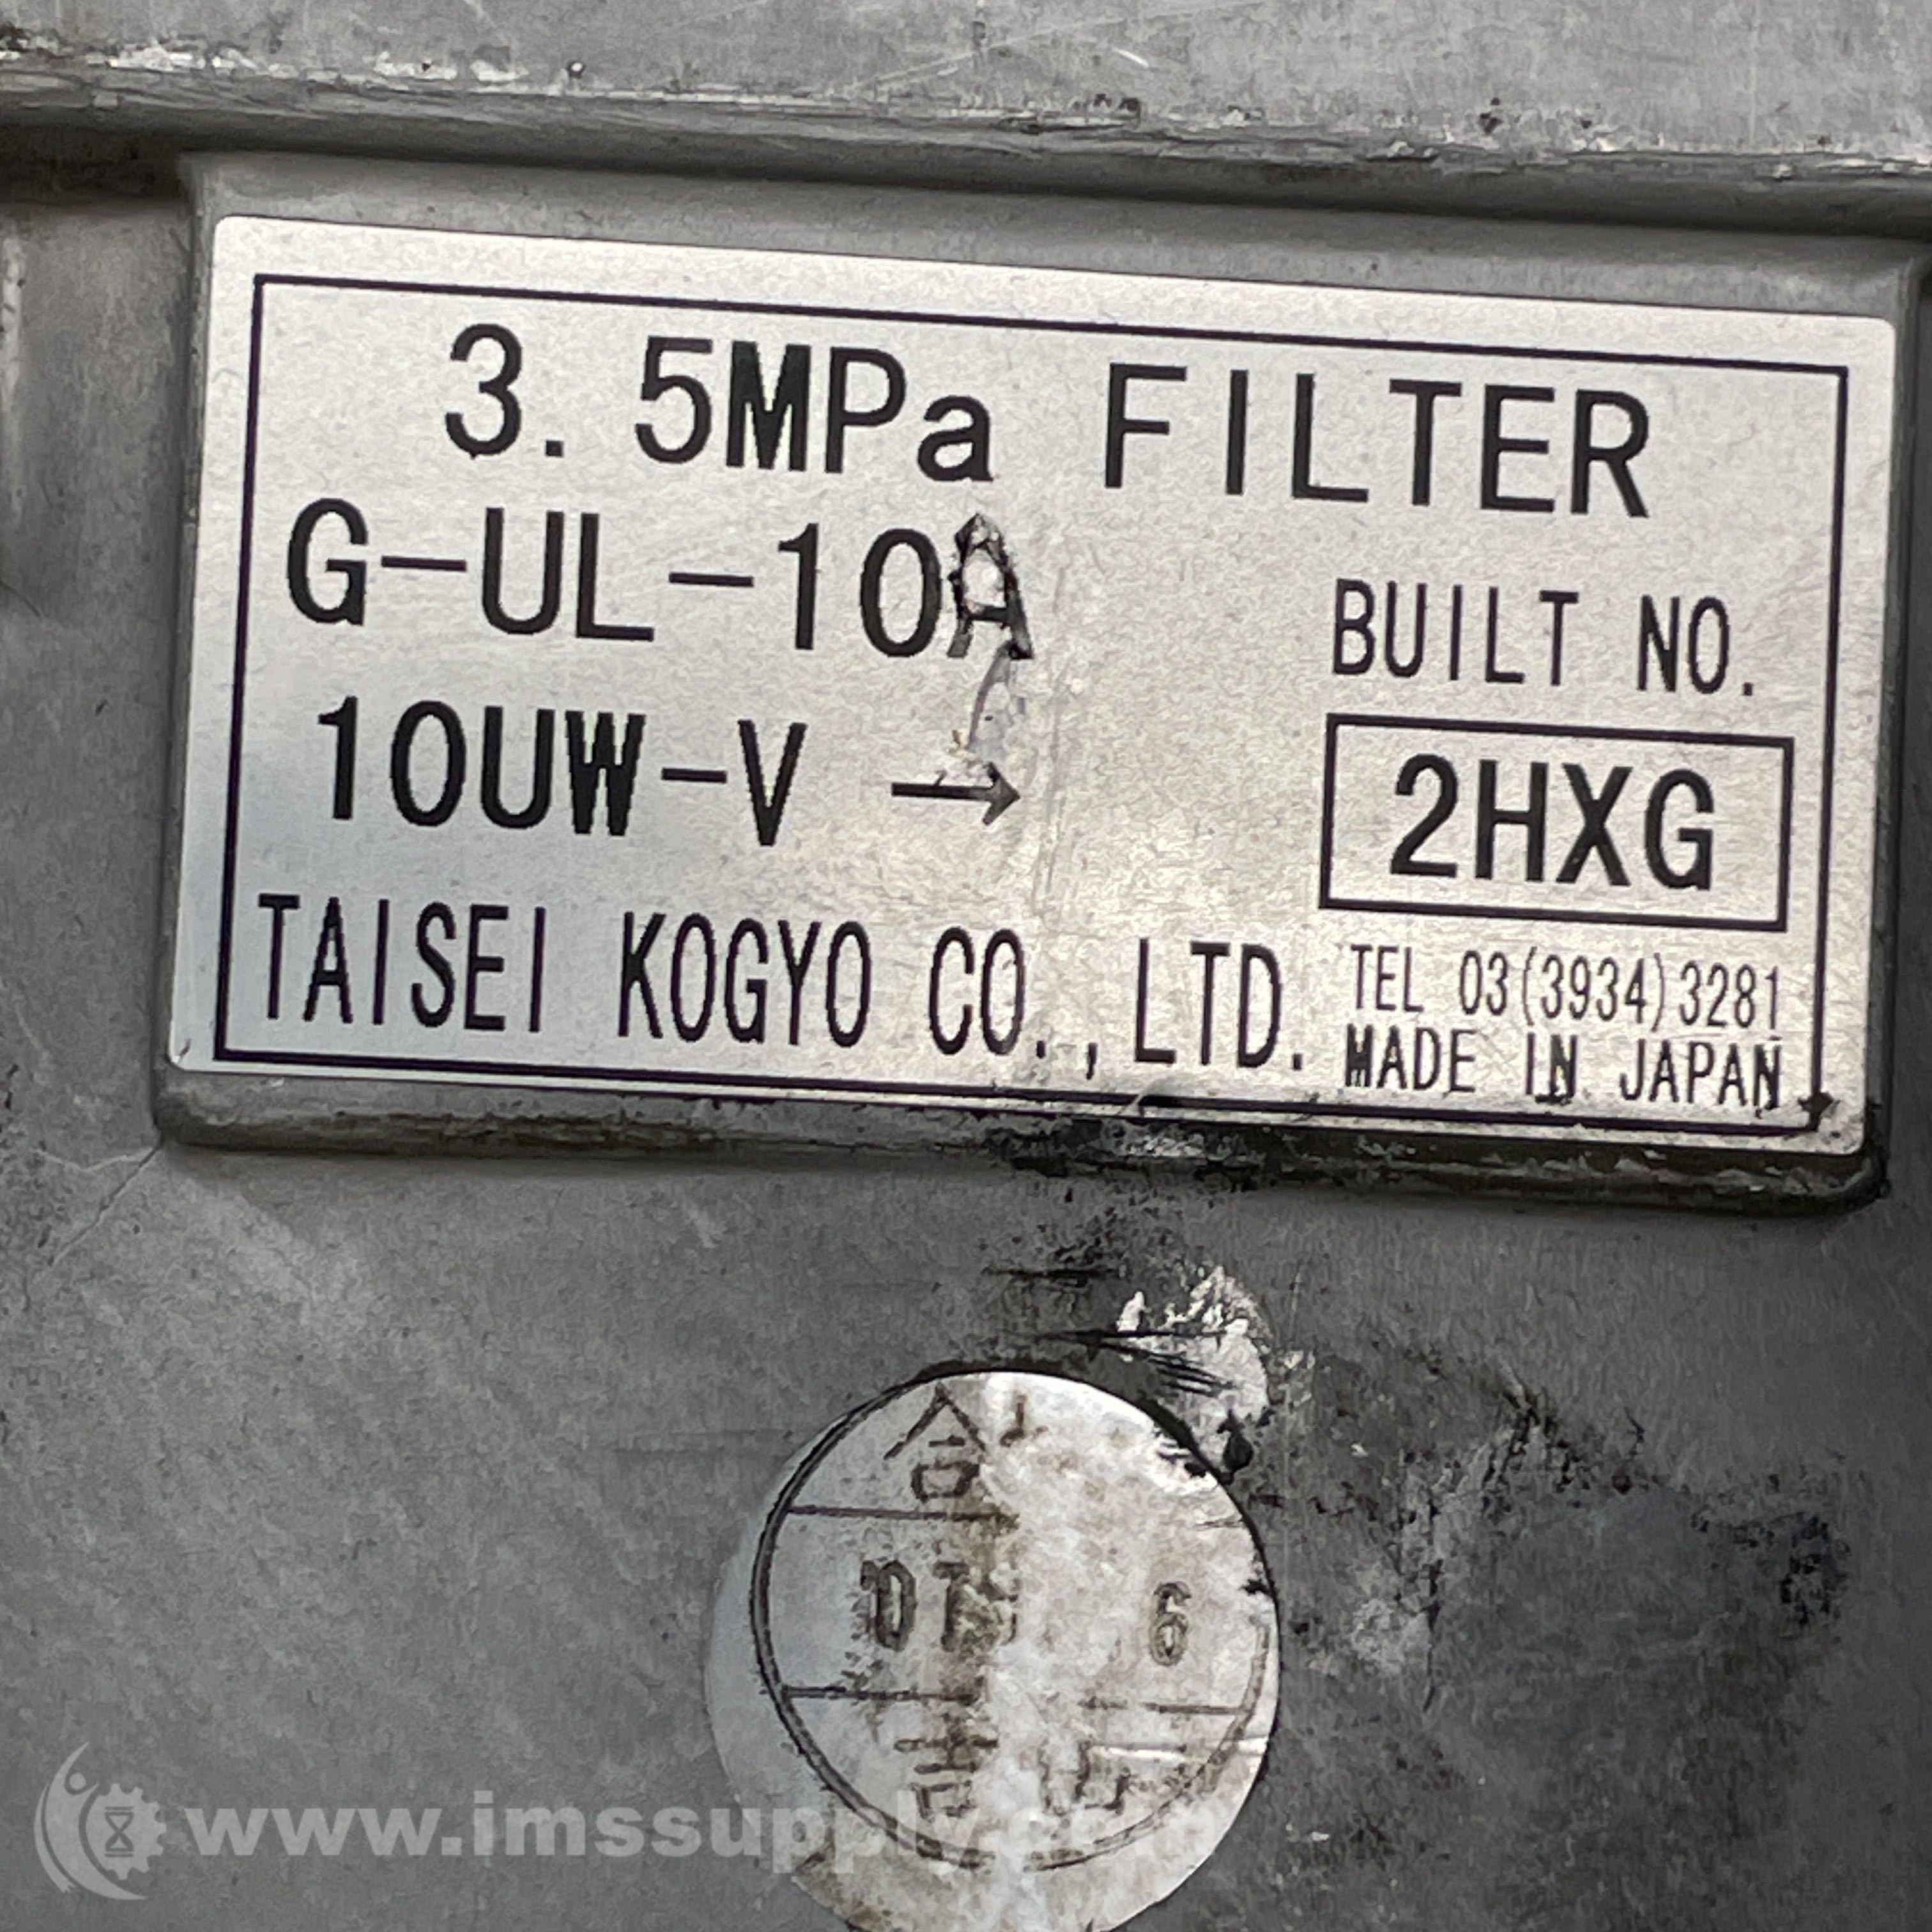 3.5MPa FILTER
G-UL-10A
BUILT NO.
10UW-V →
2HXG
TAISEI KOGYO CO.,LTD.
TEL 03(3934)3281
MADE IN JAPAN
合
07 6
www.imssupply.com